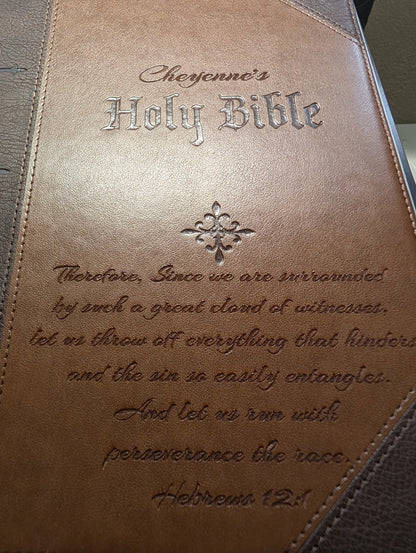 Cheyenne's
Holy Bible
Therefore, Since we are surrounded
by such a great cloud of witnesses,
let us throw off everything that hinders
and the sin so easily entangles.
And let us run with
perseverance the race,
Hebrews 12:1